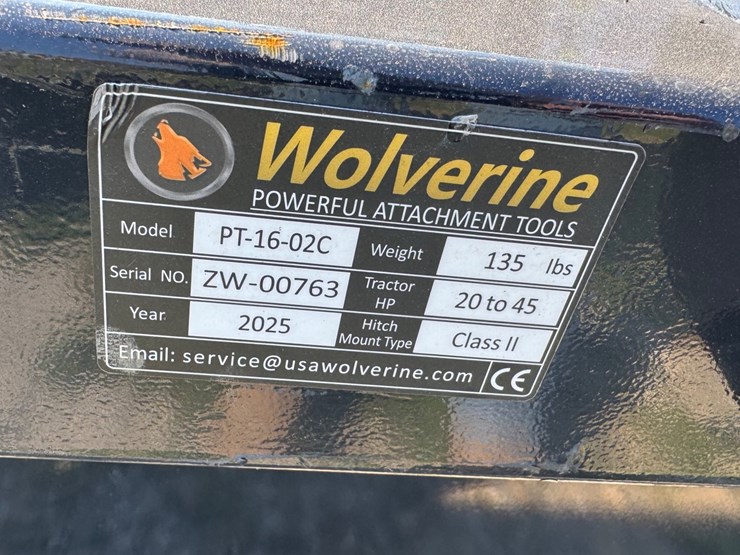 Wolverine
POWERFUL ATTACHMENT TOOLS
Model PT-16-02C Weight 135 lbs
Serial NO. ZW-00763 Tractor HP 20 to 45
Year 2025 Hitch Mount Type Class II
Email: service@usawolverine.com CE